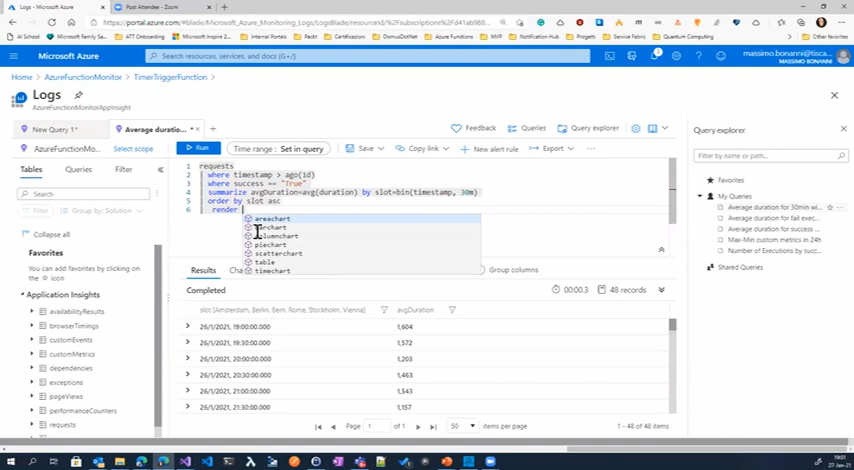 Logs - Microsoft Azure
Post Attendee - Zoom
https://portal.azure.com/#blade/Microsoft_Azure_Monitoring_Logs/LogsBlade/resourceId/%2Fsubscriptions%2Fd41ab988...
AI School
Microsoft Family Sa...
ATT Onboarding
Microsoft Inspire 2...
Internal Portals
Packt
Certificazioni
DomusDotNet
Azure Functions
MVP
Notification Hub
Progetti
Service Fabric
Quantum Computing
Other favorites
Microsoft Azure
Search resources, services, and docs (G+/)
massimo.bonanni@tisca...
MASSIMO BONANNI
Home > AzureFunctionMonitor > TimerTriggerFunction >
Logs
AzureFunctionMonitorAppInsight
New Query 1*
Average duratio... *
Feedback
Queries
Query explorer
AzureFunctionMo...
Select scope
Run
Time range : Set in query
Save
Copy link
New alert rule
Export
Tables
Queries
Filter
Search
Filter
Group by: Solution
Collapse all
Favorites
You can add favorites by clicking on
the ☆ icon
Application Insights
availabilityResults
browserTimings
customEvents
customMetrics
dependencies
exceptions
pageViews
performanceCounters
requests
1 requests
2 | where timestamp > ago(1d)
3 | where success == "True"
4 | summarize avgDuration=avg(duration) by slot=bin(timestamp, 30m)
5 | order by slot asc
6 | render
areachart
barchart
columnchart
piechart
scatterchart
table
timechart
Results
Group columns
Completed
00:00.3
48 records
slot [Amsterdam, Berlin, Bern, Rome, Stockholm, Vienna]
avgDuration
26/1/2021, 19:00:00.000 1,604
26/1/2021, 19:30:00.000 1,572
26/1/2021, 20:00:00.000 1,203
26/1/2021, 20:30:00.000 1,463
26/1/2021, 21:00:00.000 1,543
26/1/2021, 21:30:00.000 1,157
Page 1 of 1
50 items per page
1 - 48 of 48 items
Query explorer
Filter by name or path...
Favorites
My Queries
Average duration for 30min wi...
Average duration for fail exec...
Average duration for success ...
Max-Min custom metrics in 24h
Number of Executions by succ...
Shared Queries
19:01
27-Jan-21